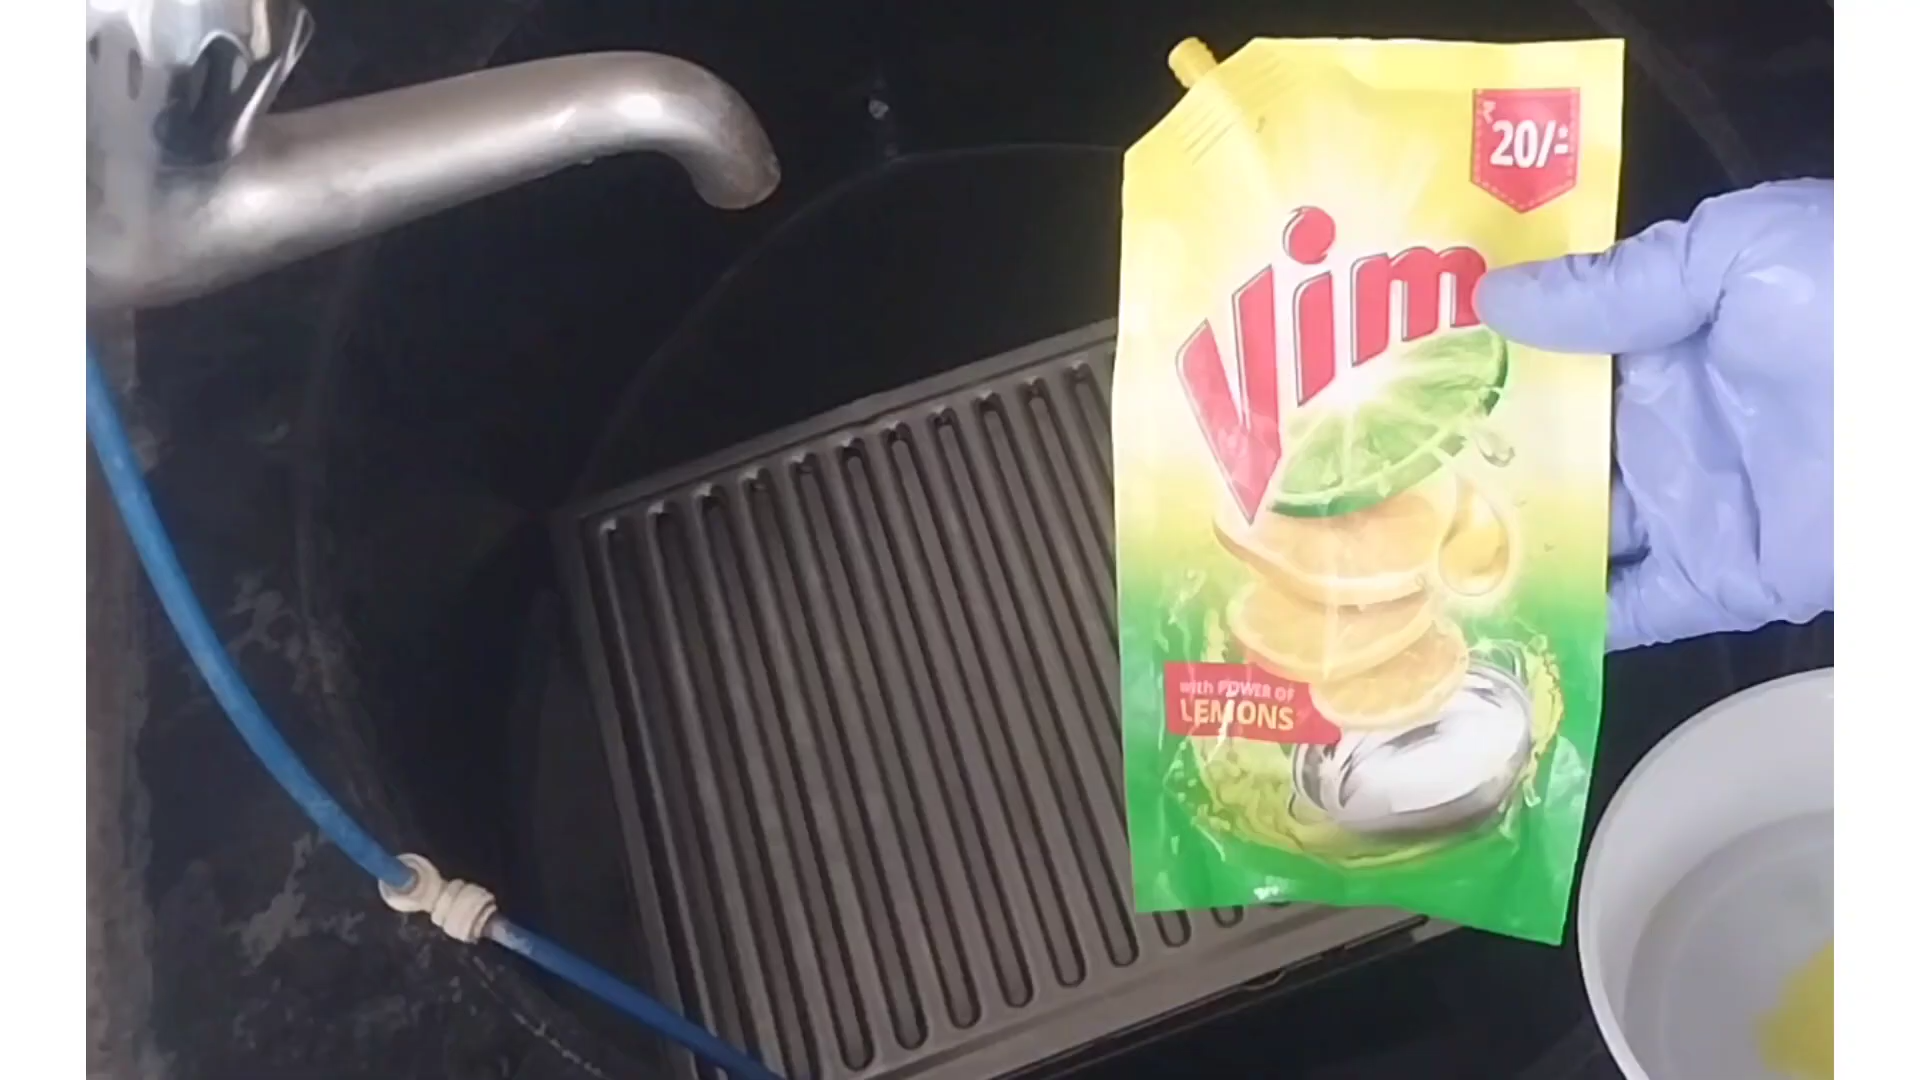 ₹ 20/-
Vim
with POWER OF
LEMONS